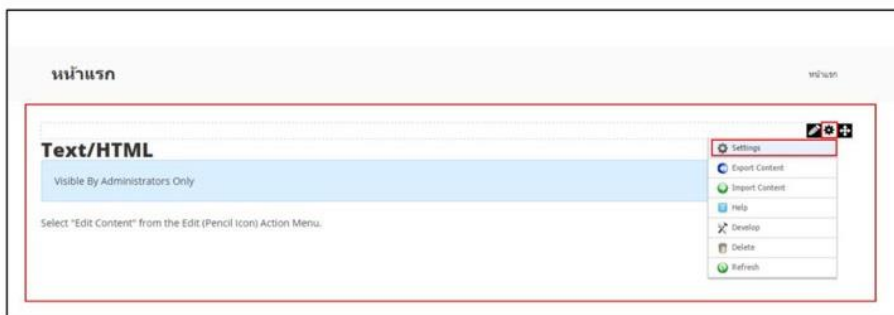 หน้าแรก
หน้าแรก
Text/HTML
Visible By Administrators Only
Select "Edit Content" from the Edit (Pencil Icon) Action Menu.
Settings
Export Content
Import Content
Help
Develop
Delete
Refresh